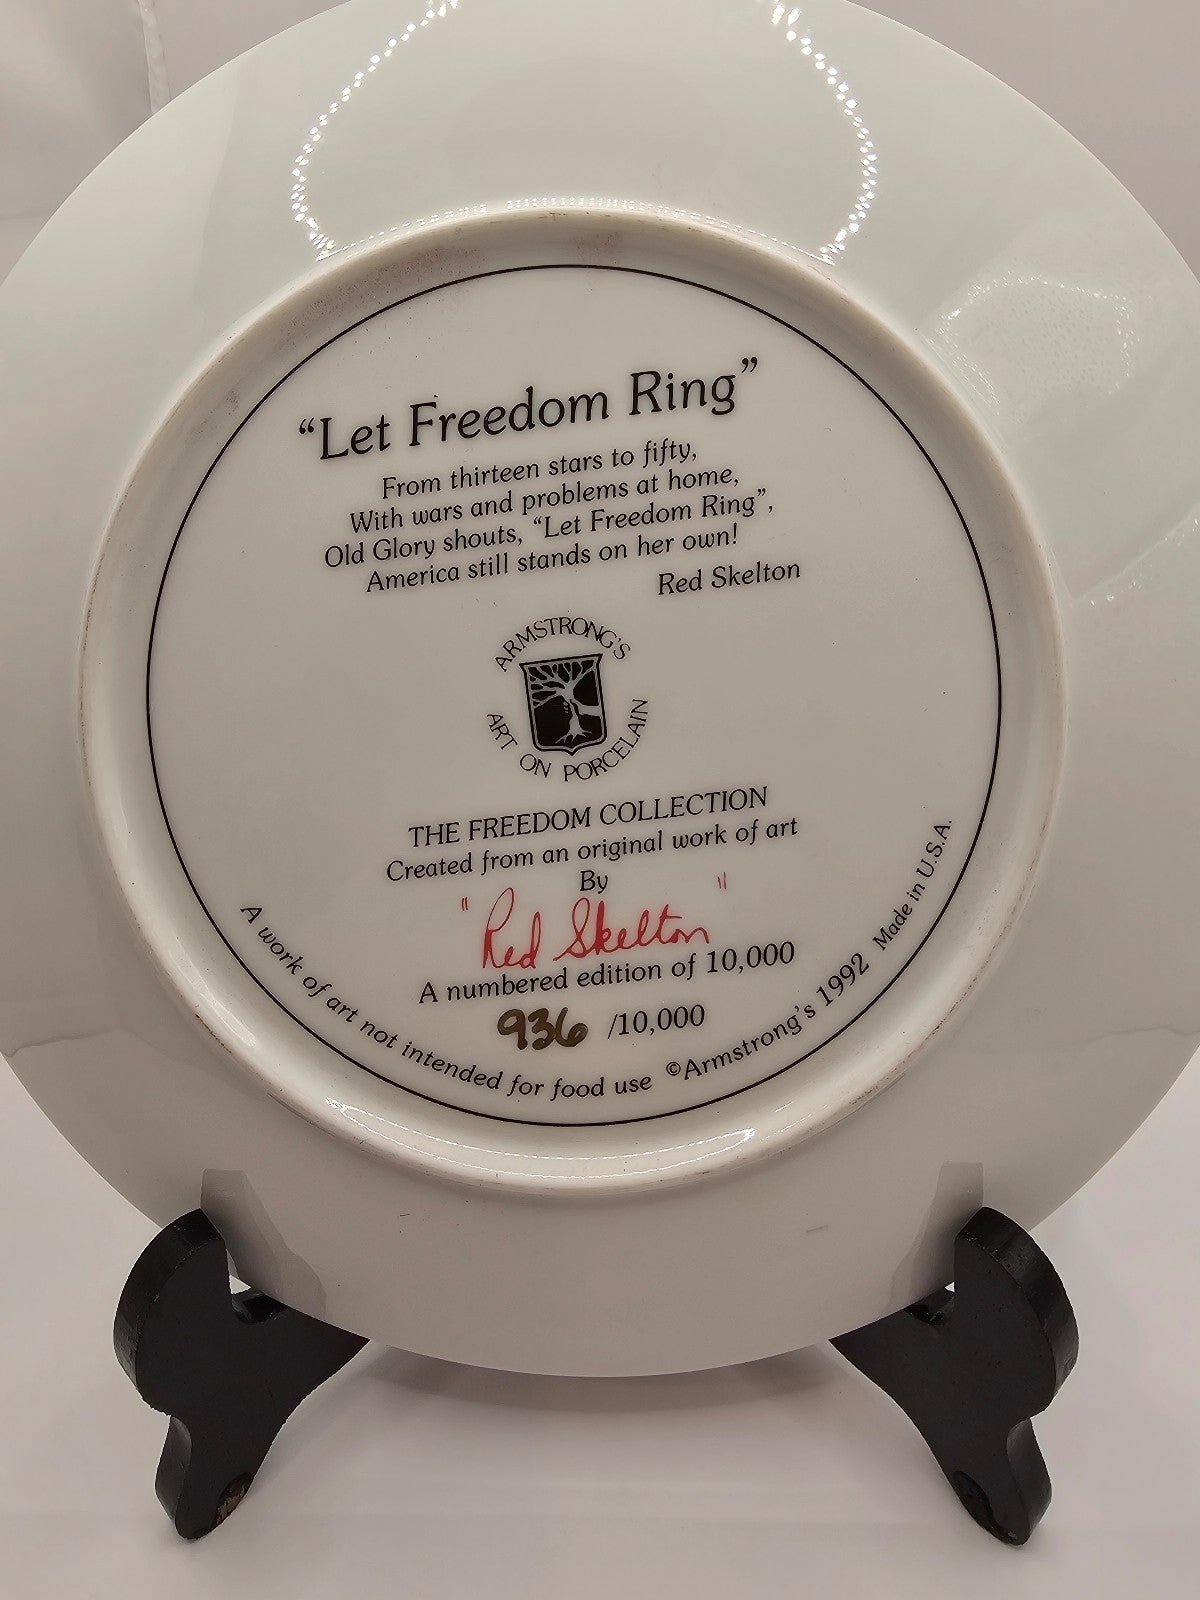 “Let Freedom Ring”
From thirteen stars to fifty,
With wars and problems at home,
Old Glory shouts, “Let Freedom Ring”,
America still stands on her own!
Red Skelton
ARMSTRONG'S
ART ON PORCELAIN
THE FREEDOM COLLECTION
Created from an original work of art
By
"Red Skelton"
A numbered edition of 10,000
936 /10,000
A work of art not intended for food use ©Armstrong's 1992 Made in U.S.A.